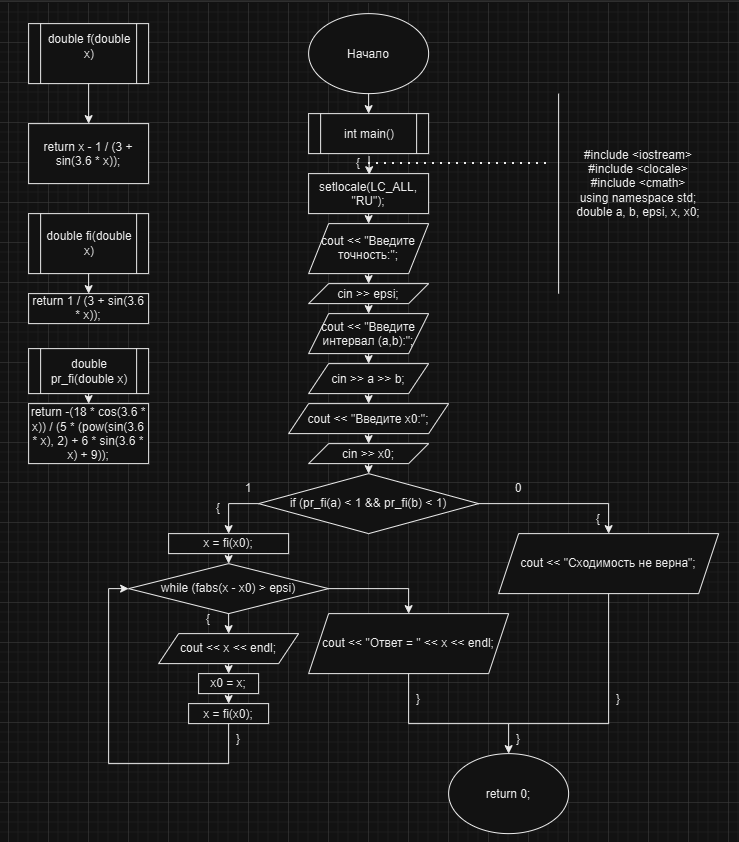 double f(double
x)
return x - 1 / (3 +
sin(3.6 * x));
double fi(double
x)
return 1 / (3 + sin(3.6
* x));
double
pr_fi(double x)
return -(18 * cos(3.6 *
x)) / (5 * (pow(sin(3.6
* x), 2) + 6 * sin(3.6 *
x) + 9));
Начало
int main()
{
setlocale(LC_ALL,
"RU");
#include <iostream>
#include <clocale>
#include <cmath>
using namespace std;
double a, b, epsi, x, x0;
cout << "Введите
точность:";
cin >> epsi;
cout << "Введите
интервал (a,b):";
cin >> a >> b;
cout << "Введите x0:";
cin >> x0;
if (pr_fi(a) < 1 && pr_fi(b) < 1)
1
0
{
{
x = fi(x0);
cout << "Сходимость не верна";
while (fabs(x - x0) > epsi)
{
cout << x << endl;
cout << "Ответ = " << x << endl;
x0 = x;
x = fi(x0);
}
}
}
}
return 0;